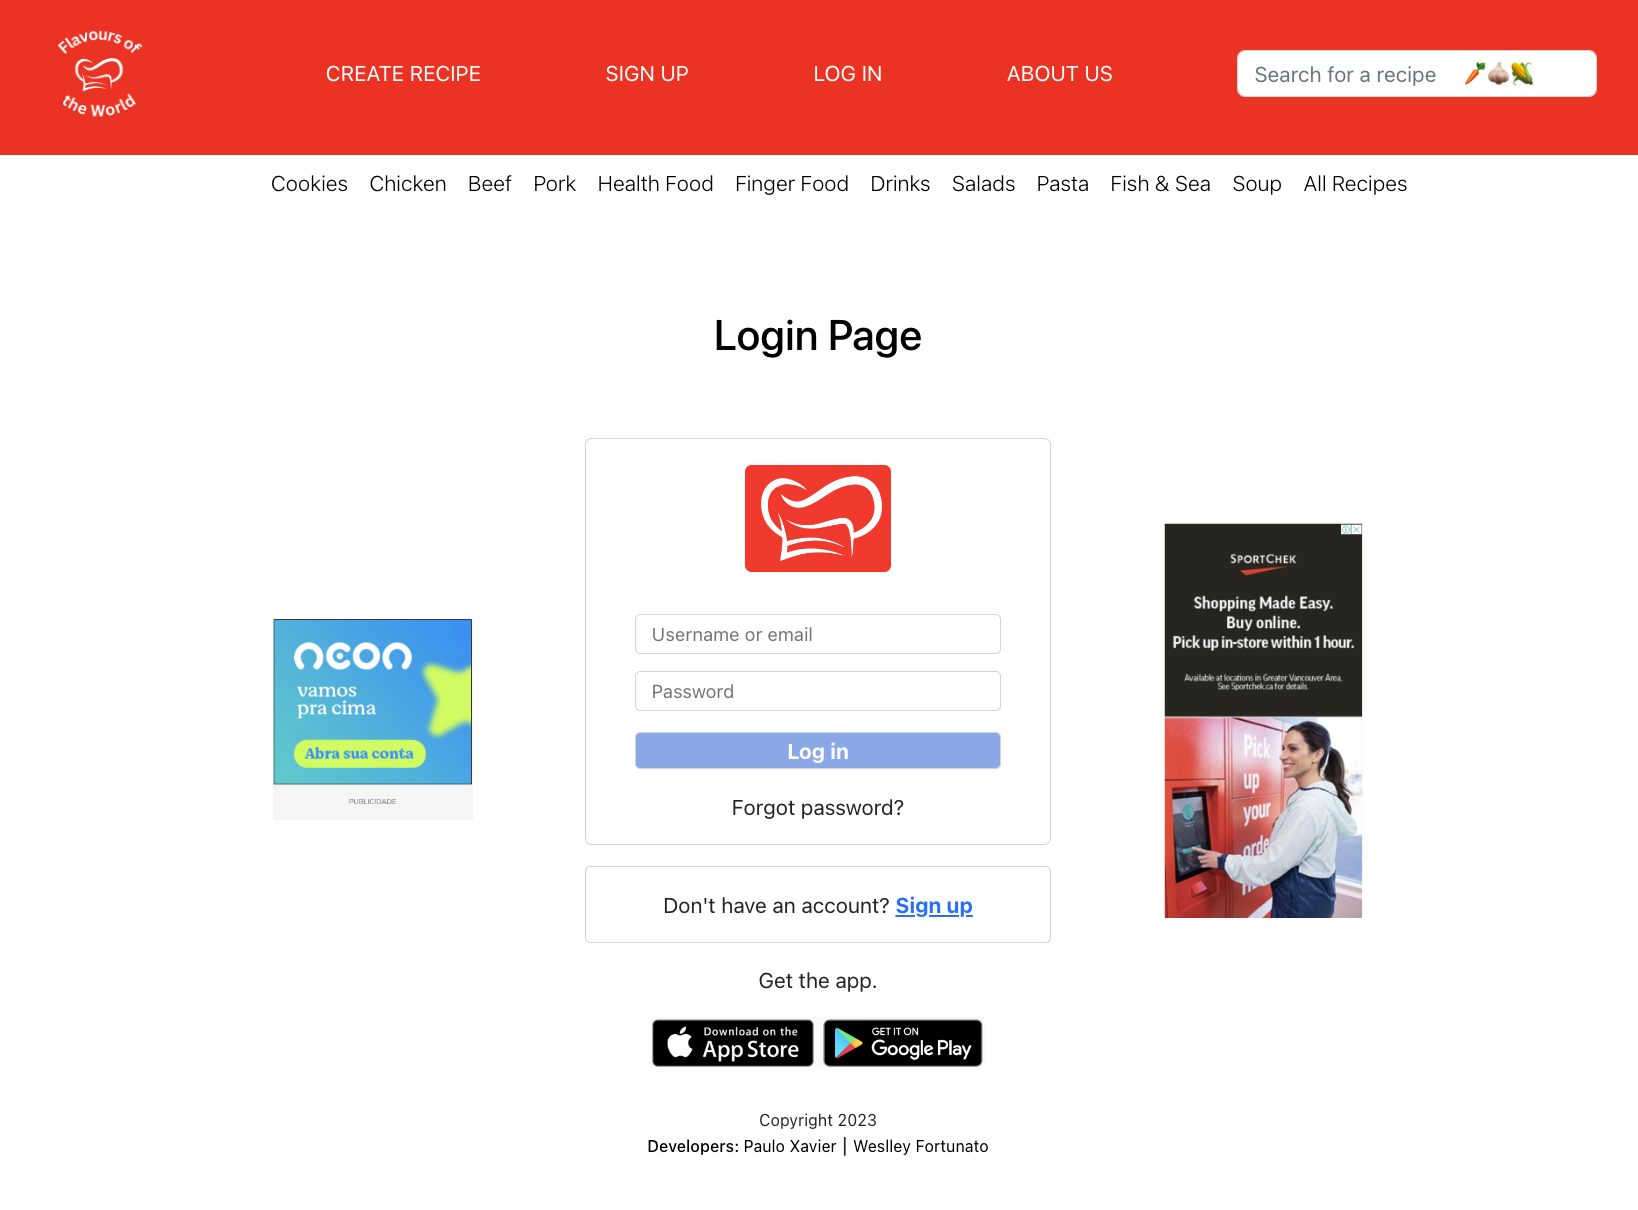 Flavours of
the World
CREATE RECIPE
SIGN UP
LOG IN
ABOUT US
Search for a recipe 🥕🧄🌽
Cookies Chicken Beef Pork Health Food Finger Food Drinks Salads Pasta Fish & Sea Soup All Recipes
Login Page
Username or email
Password
Log in
Forgot password?
Don't have an account? Sign up
Get the app.
Download on the
App Store
GET IT ON
Google Play
neon
vamos
pra cima
Abra sua conta
PUBLICIDADE
SPORTCHEK
Shopping Made Easy.
Buy online.
Pick up in-store within 1 hour.
Available at locations in Greater Vancouver Area.
See Sportchek.ca for details.
Pick
up
your
Copyright 2023
Developers: Paulo Xavier | Weslley Fortunato